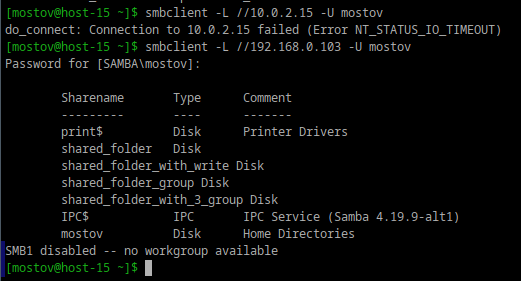 [mostov@host-15 ~]$ smbclient -L //10.0.2.15 -U mostov
do_connect: Connection to 10.0.2.15 failed (Error NT_STATUS_IO_TIMEOUT)
[mostov@host-15 ~]$ smbclient -L //192.168.0.103 -U mostov
Password for [SAMBA\mostov]:
Sharename Type Comment
--------- ---- -------
print$ Disk Printer Drivers
shared_folder Disk
shared_folder_with_write Disk
shared_folder_group Disk
shared_folder_with_3_group Disk
IPC$ IPC IPC Service (Samba 4.19.9-alt1)
mostov Disk Home Directories
SMB1 disabled -- no workgroup available
[mostov@host-15 ~]$